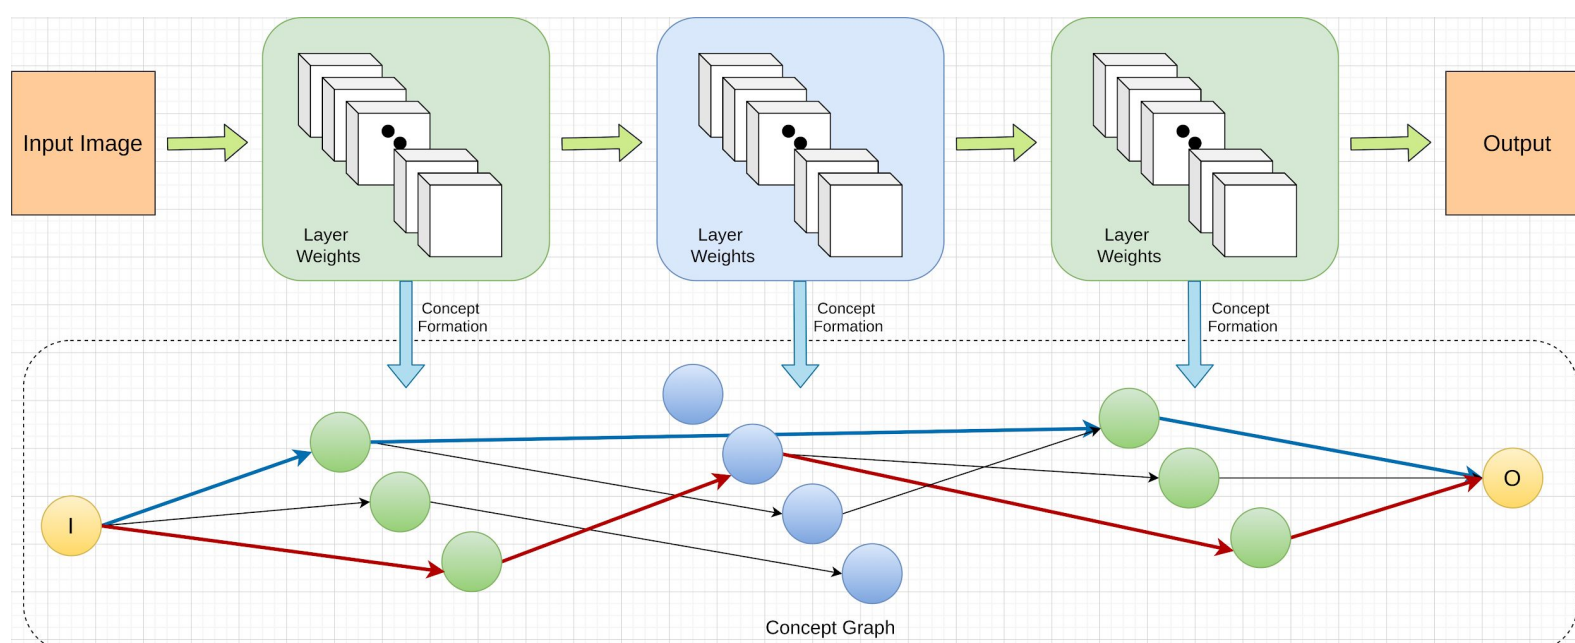 Input Image
Layer
Weights
Layer
Weights
Layer
Weights
Output
Concept
Formation
Concept
Formation
Concept
Formation
I
O
Concept Graph